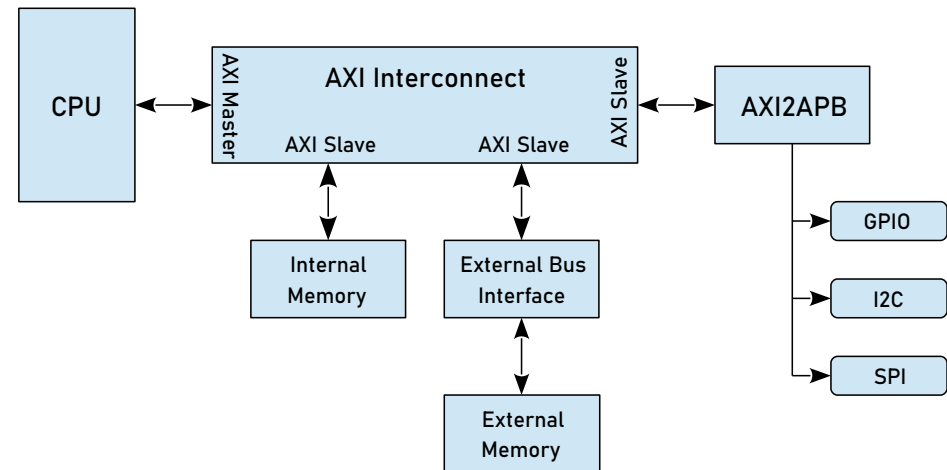 CPU
AXI Master
AXI Interconnect
AXI Slave
AXI Slave
AXI Slave
AXI2APB
GPIO
I2C
SPI
Internal
Memory
External Bus
Interface
External
Memory